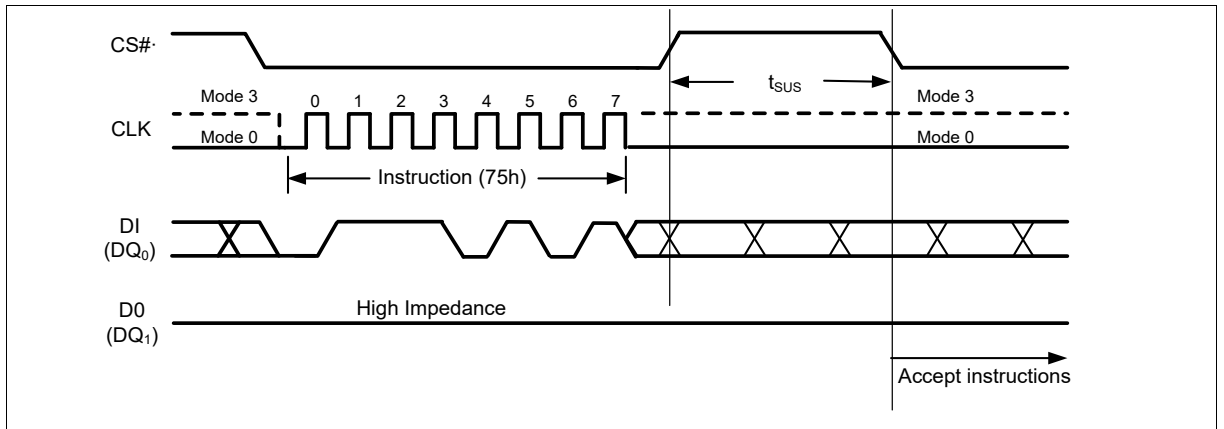 CS#·
tSUS
Mode 3
0 1 2 3 4 5 6 7
Mode 3
CLK
Mode 0
Mode 0
Instruction (75h)
DI
(DQ0)
D0
(DQ1)
High Impedance
Accept instructions